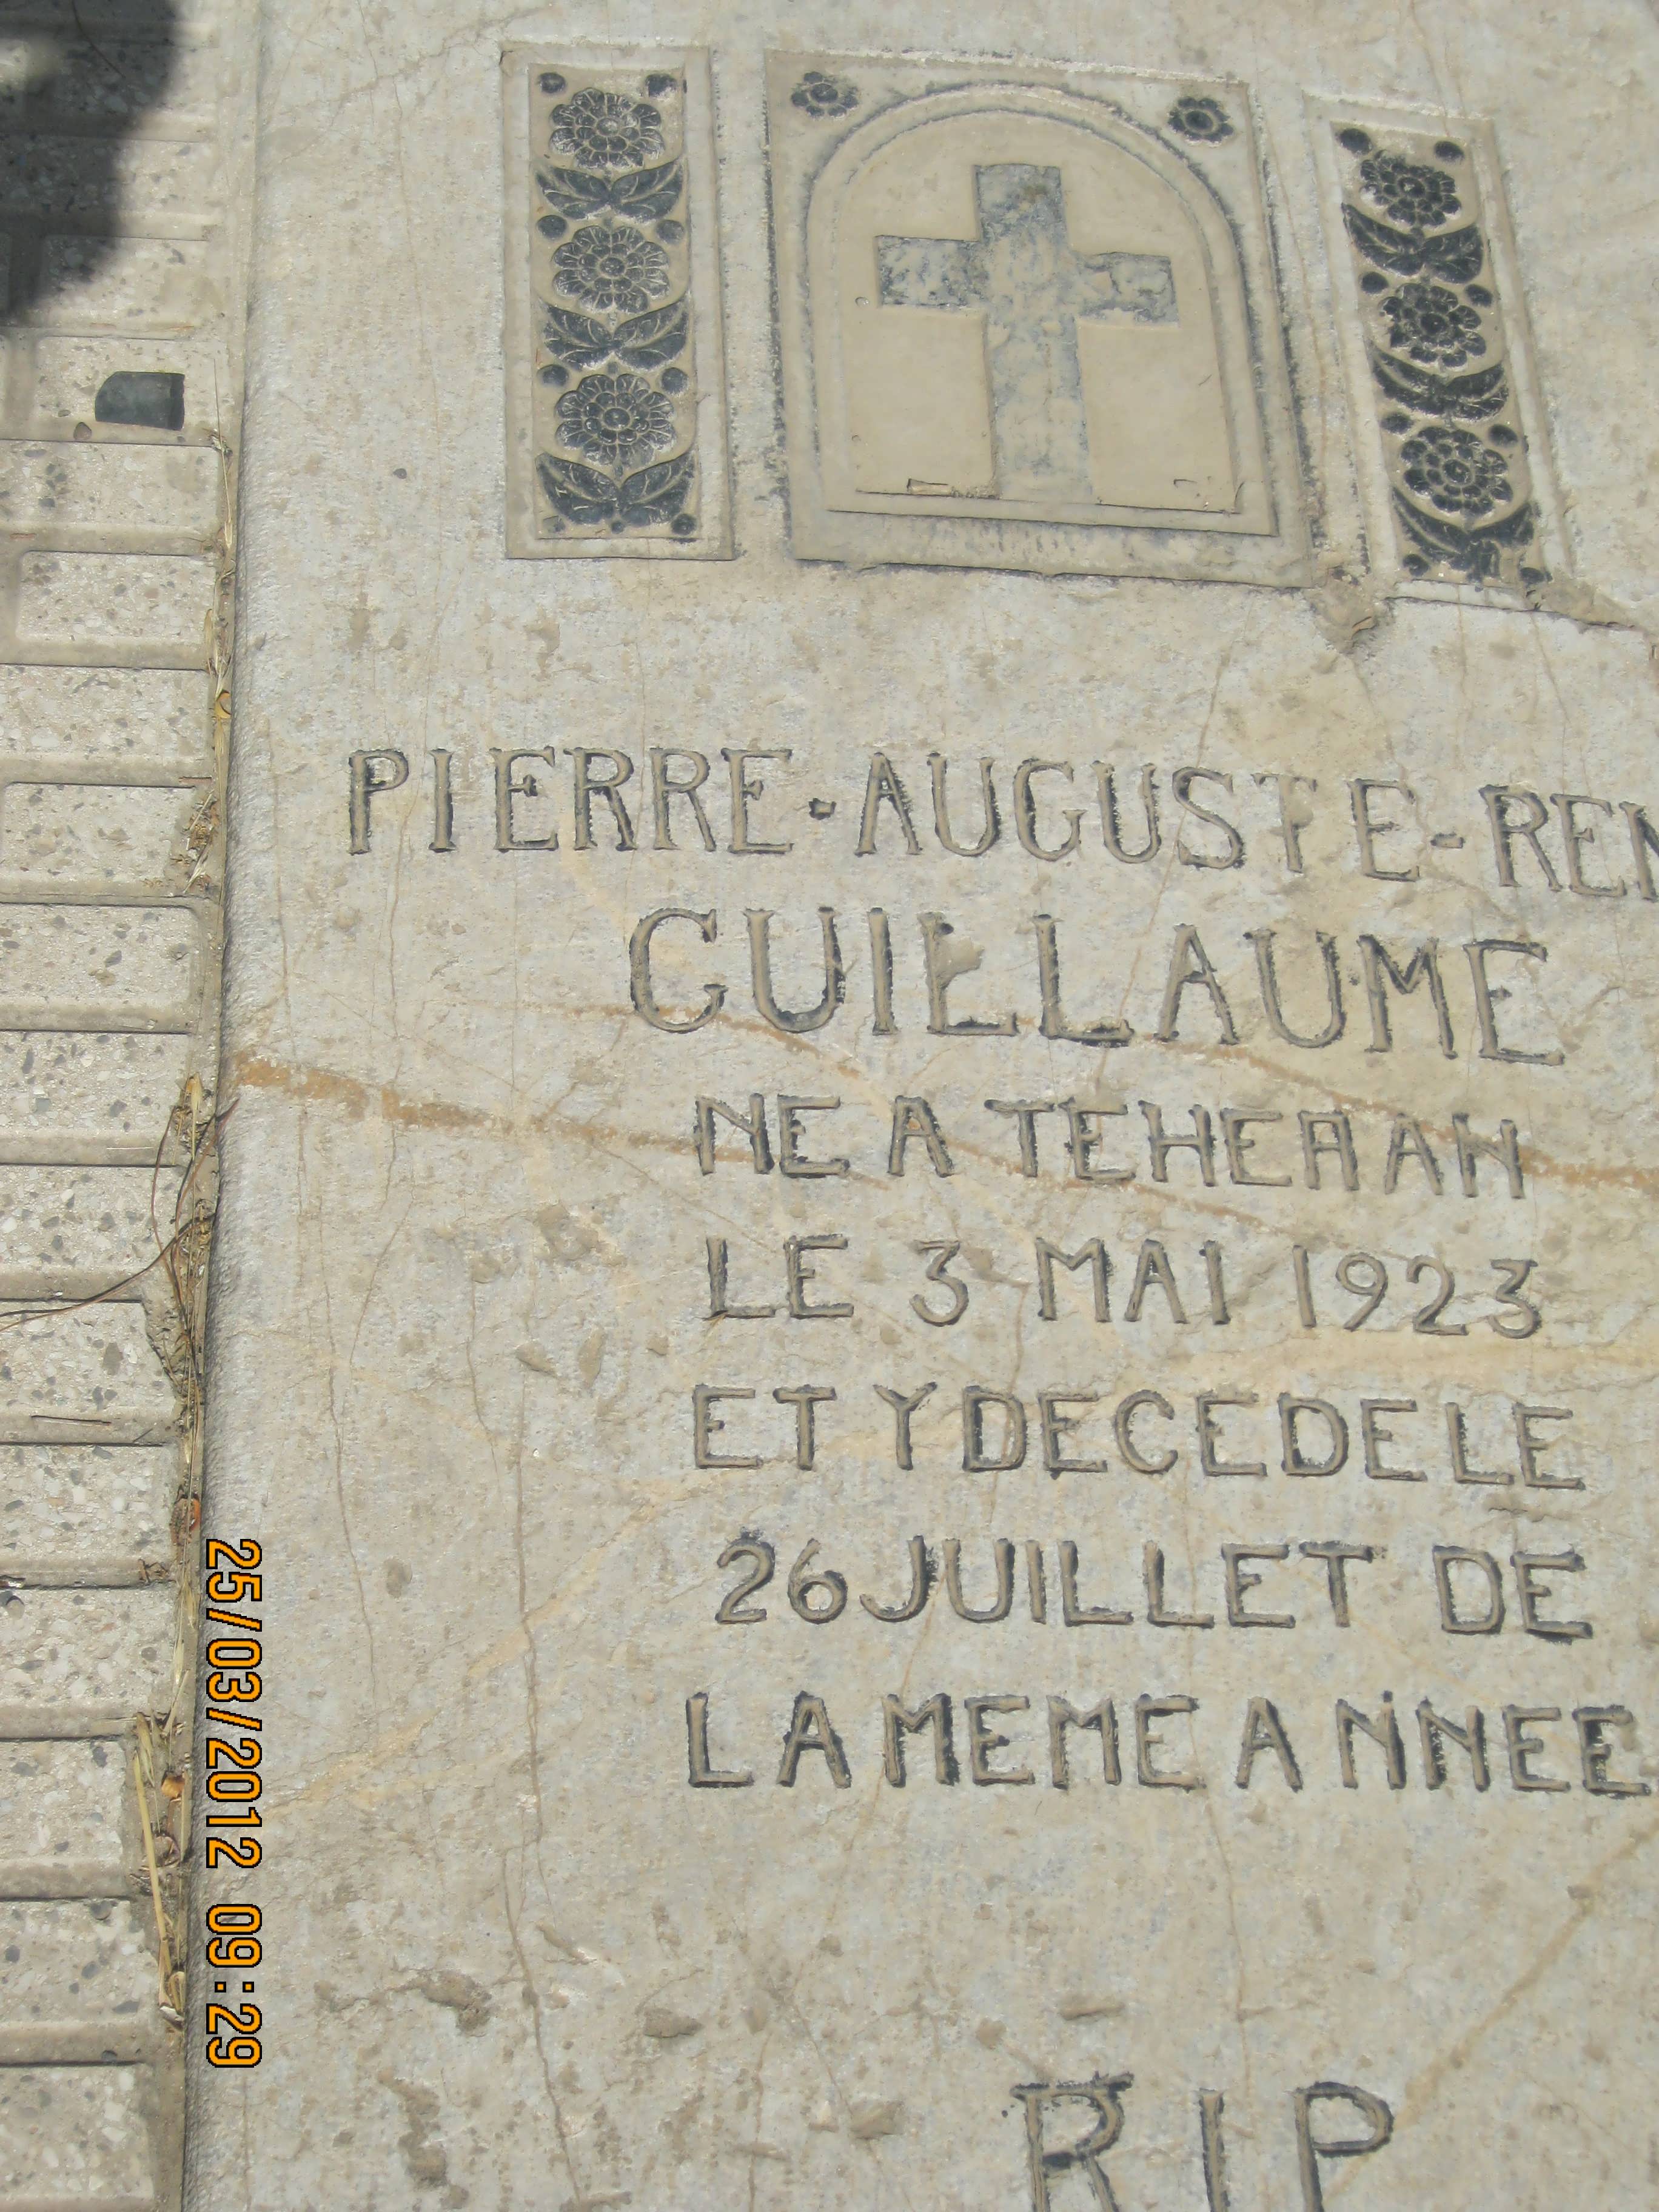 PIERRE-AUGUSTE-REN
GUILLAUME
NE A TEHERAN
LE 3 MAI 1923
ET Y DECEDE LE
26 JUILLET DE
LA MEME ANNEE
RIP
25/03/2012 09:29